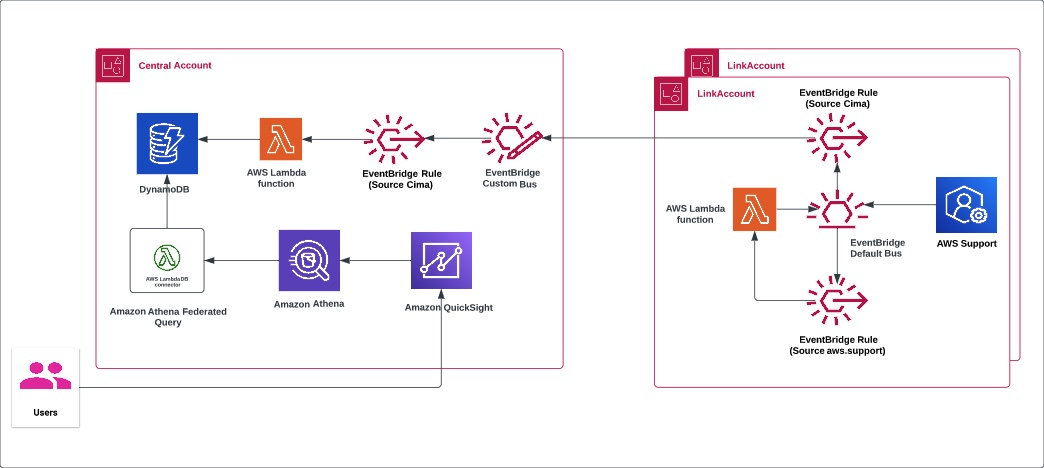 Central Account
LinkAccount
LinkAccount
EventBridge Rule
(Source Cima)
DynamoDB
AWS Lambda
function
EventBridge Rule
(Source Cima)
EventBridge
Custom Bus
AWS Lambda
function
EventBridge
Default Bus
AWS Support
AWS LambdaDB
connector
Amazon Athena Federated
Query
Amazon Athena
Amazon QuickSight
EventBridge Rule
(Source aws.support)
Users